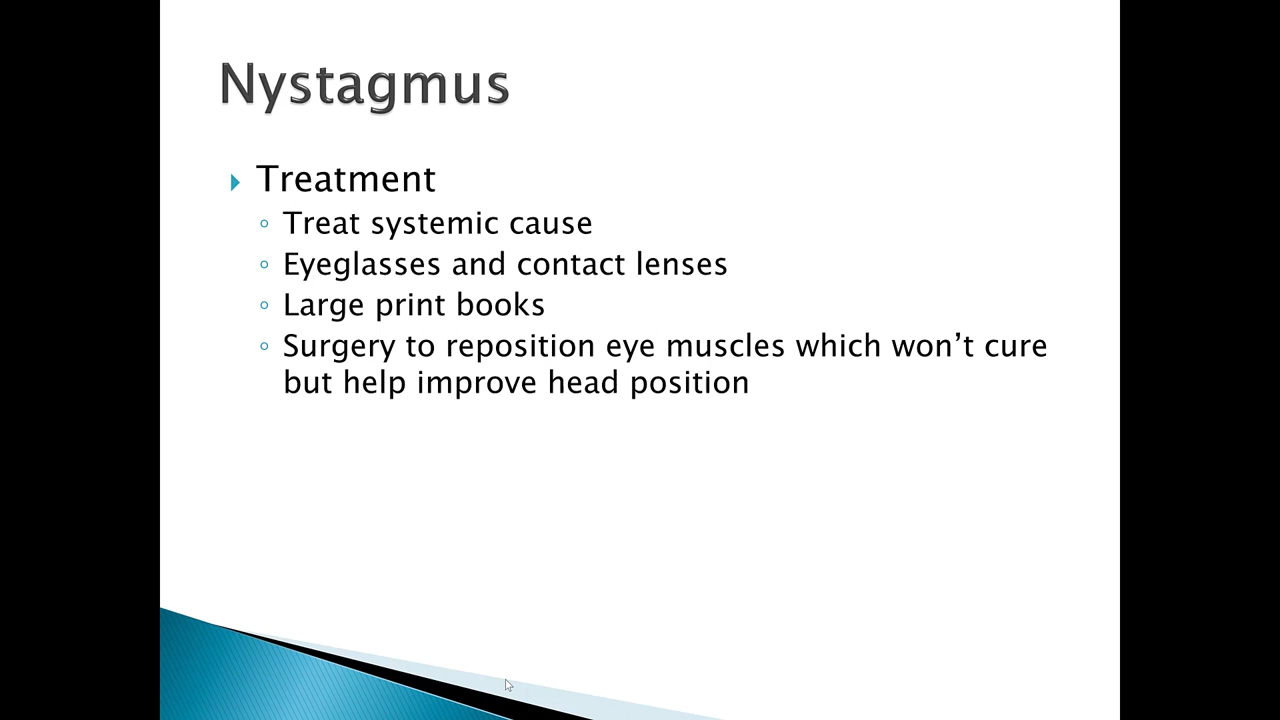 Nystagmus
Treatment
Treat systemic cause
Eyeglasses and contact lenses
Large print books
Surgery to reposition eye muscles which won’t cure
but help improve head position